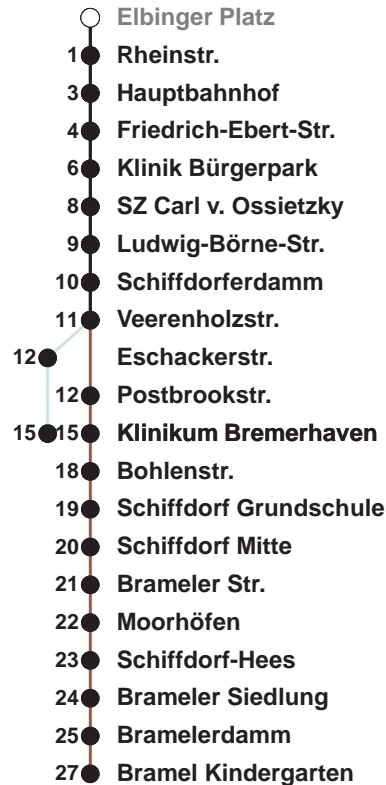 Elbinger Platz
1 Rheinstr.
3 Hauptbahnhof
4 Friedrich-Ebert-Str.
6 Klinik Bürgerpark
8 SZ Carl v. Ossietzky
9 Ludwig-Börne-Str.
10 Schiffdorferdamm
11 Veerenholzstr.
12 Eschackerstr.
12 Postbrookstr.
15 15 Klinikum Bremerhaven
18 Bohlenstr.
19 Schiffdorf Grundschule
20 Schiffdorf Mitte
21 Brameler Str.
22 Moorhöfen
23 Schiffdorf-Hees
24 Brameler Siedlung
25 Bramelerdamm
27 Bramel Kindergarten